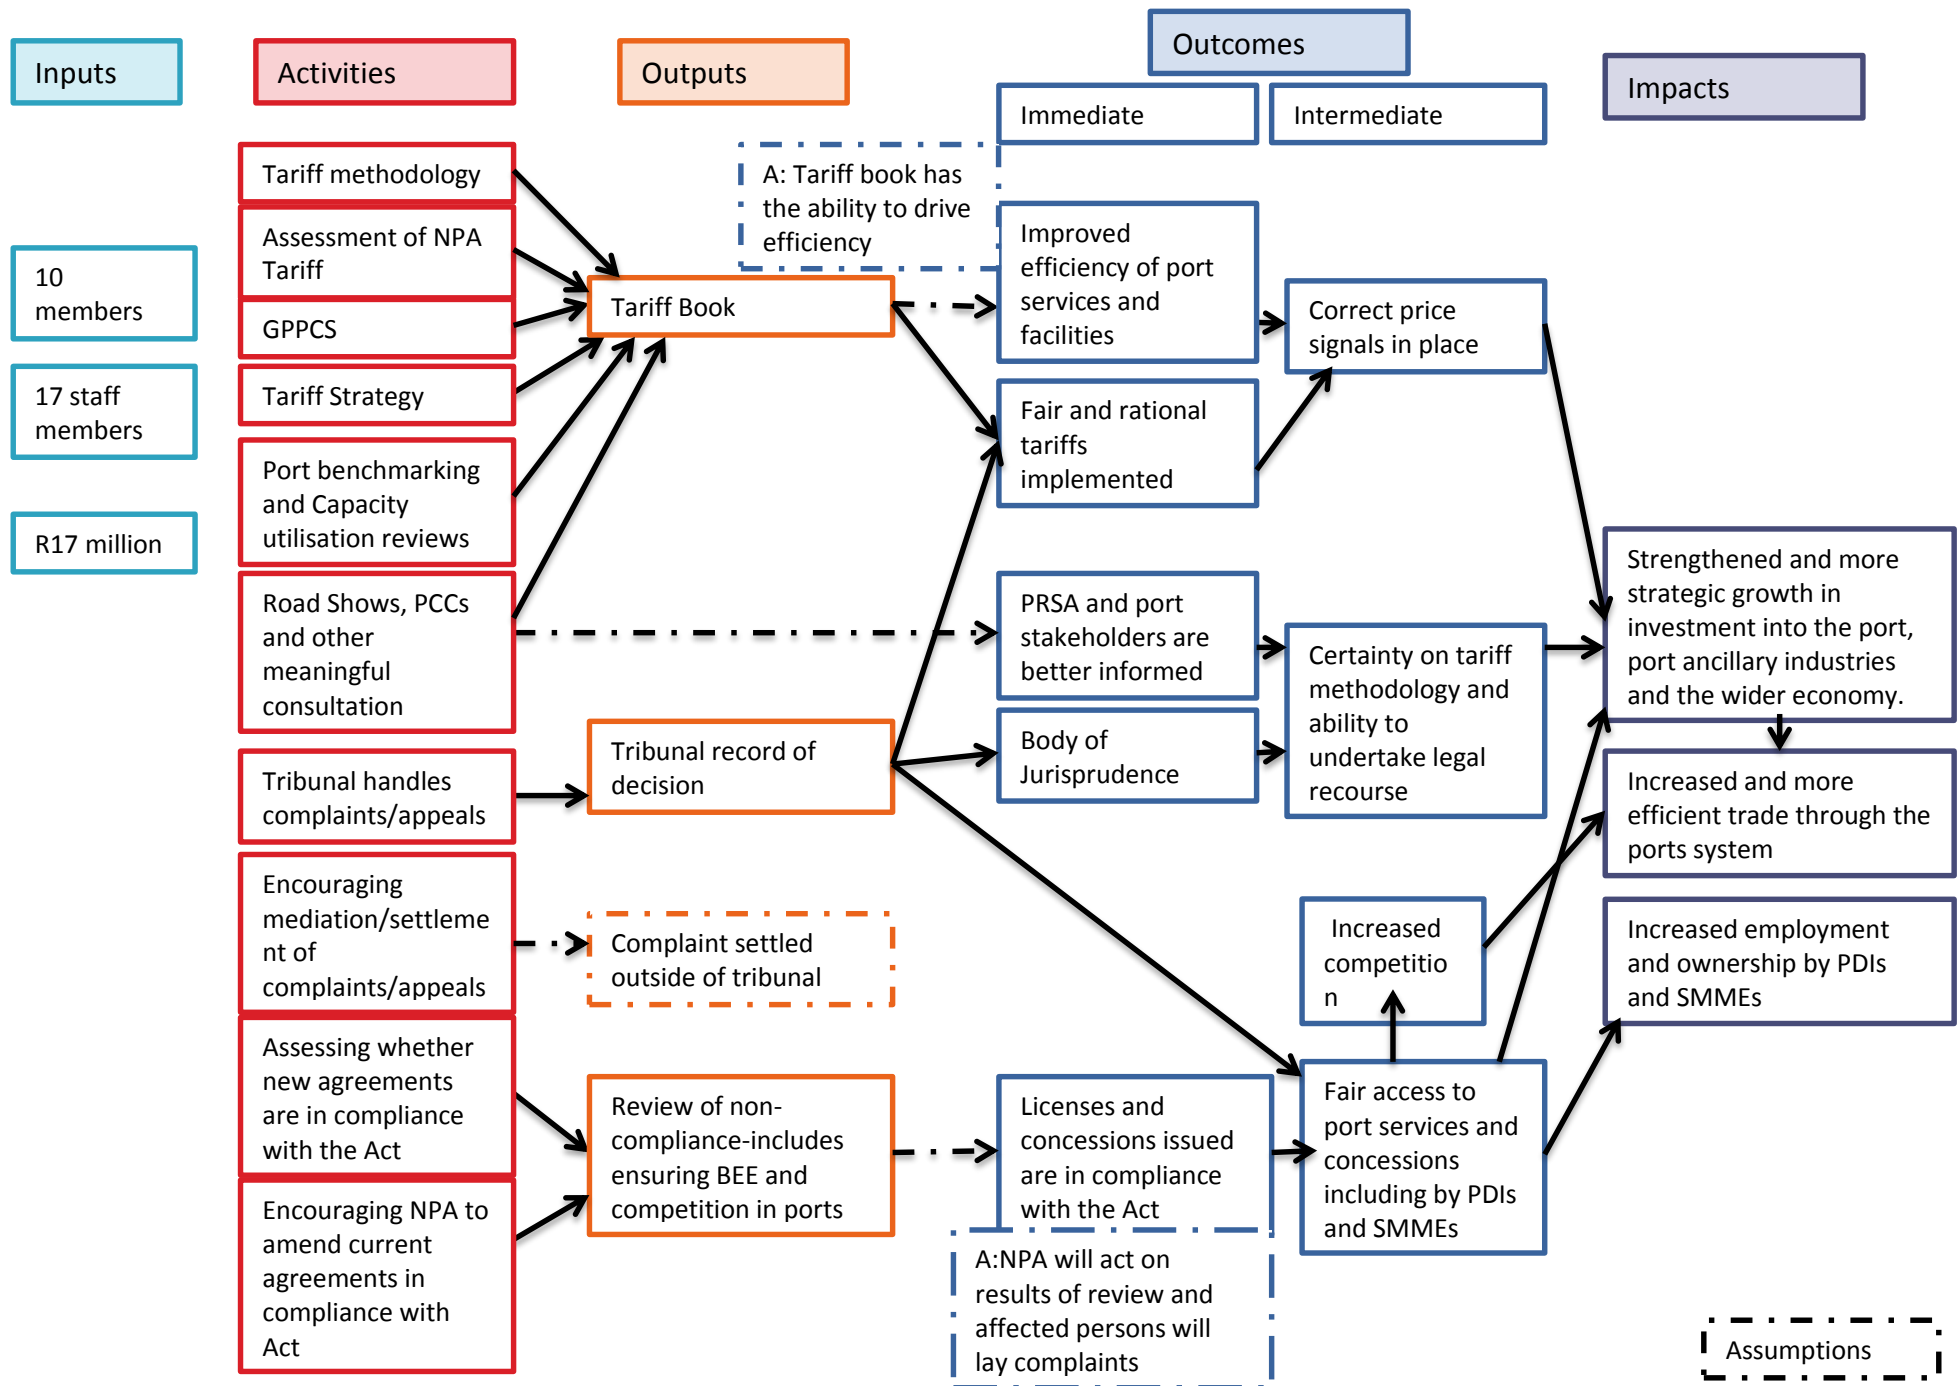 Inputs
Activities
Outputs
Outcomes
Immediate
Intermediate
Impacts
10
members
17 staff
members
R17 million
Tariff methodology
Assessment of NPA
Tariff
GPPCS
Tariff Strategy
Port benchmarking
and Capacity
utilisation reviews
Road Shows, PCCs
and other
meaningful
consultation
Tribunal handles
complaints/appeals
Encouraging
mediation/settleme
nt of
complaints/appeals
Assessing whether
new agreements
are in compliance
with the Act
Encouraging NPA to
amend current
agreements in
compliance with
Act
A: Tariff book has
the ability to drive
efficiency
Tariff Book
Tribunal record of
decision
Complaint settled
outside of tribunal
Review of non-
compliance-includes
ensuring BEE and
competition in ports
Improved
efficiency of port
services and
facilities
Fair and rational
tariffs
implemented
PRSA and port
stakeholders are
better informed
Body of
Jurisprudence
Licenses and
concessions issued
are in compliance
with the Act
A:NPA will act on
results of review and
affected persons will
lay complaints
Correct price
signals in place
Certainty on tariff
methodology and
ability to
undertake legal
recourse
Increased
competitio
n
Fair access to
port services and
concessions
including by PDIs
and SMMEs
Strengthened and more
strategic growth in
investment into the port,
port ancillary industries
and the wider economy.
Increased and more
efficient trade through the
ports system
Increased employment
and ownership by PDIs
and SMMEs
Assumptions